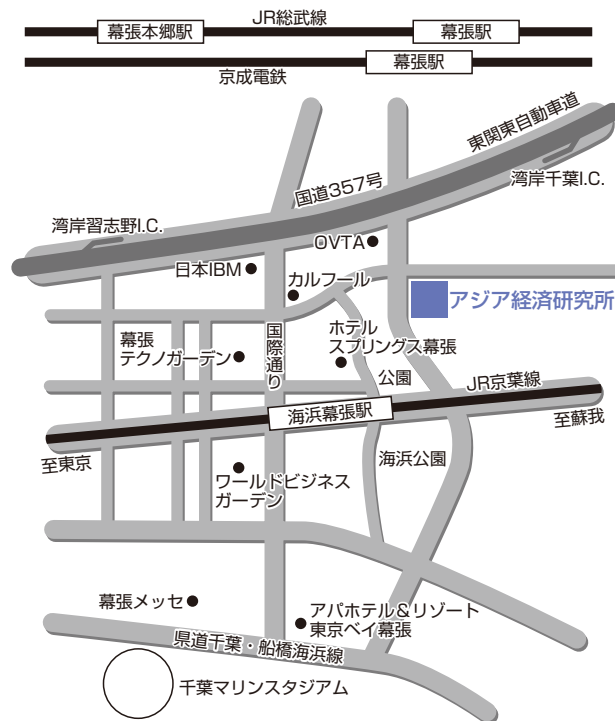 JR総武線
幕張本郷駅
幕張駅
京成電鉄
幕張駅
東関東自動車道
国道357号
湾岸千葉I.C.
湾岸習志野I.C.
OVTA
日本IBM
カルフール
アジア経済研究所
幕張
テクノガーデン
国際通り
ホテル
スプリングス幕張
公園
JR京葉線
海浜幕張駅
至蘇我
至東京
海浜公園
ワールドビジネス
ガーデン
幕張メッセ
アパホテル＆リゾート
東京ベイ幕張
県道千葉・船橋海浜線
千葉マリンスタジアム